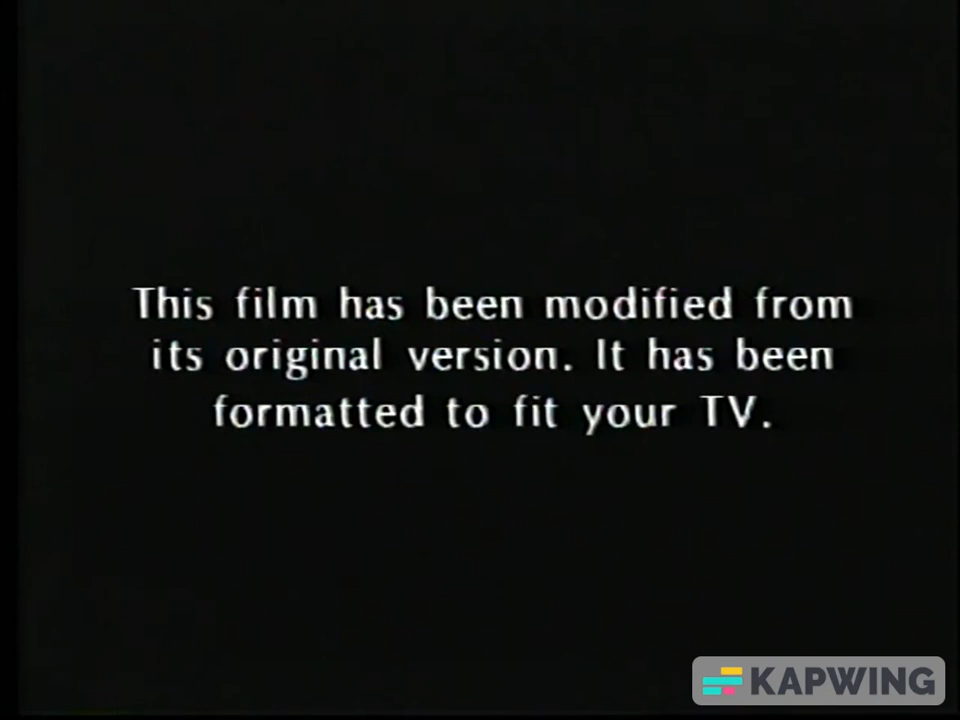 This film has been modified from
its original version. It has been
formatted to fit your TV.
KAPWING